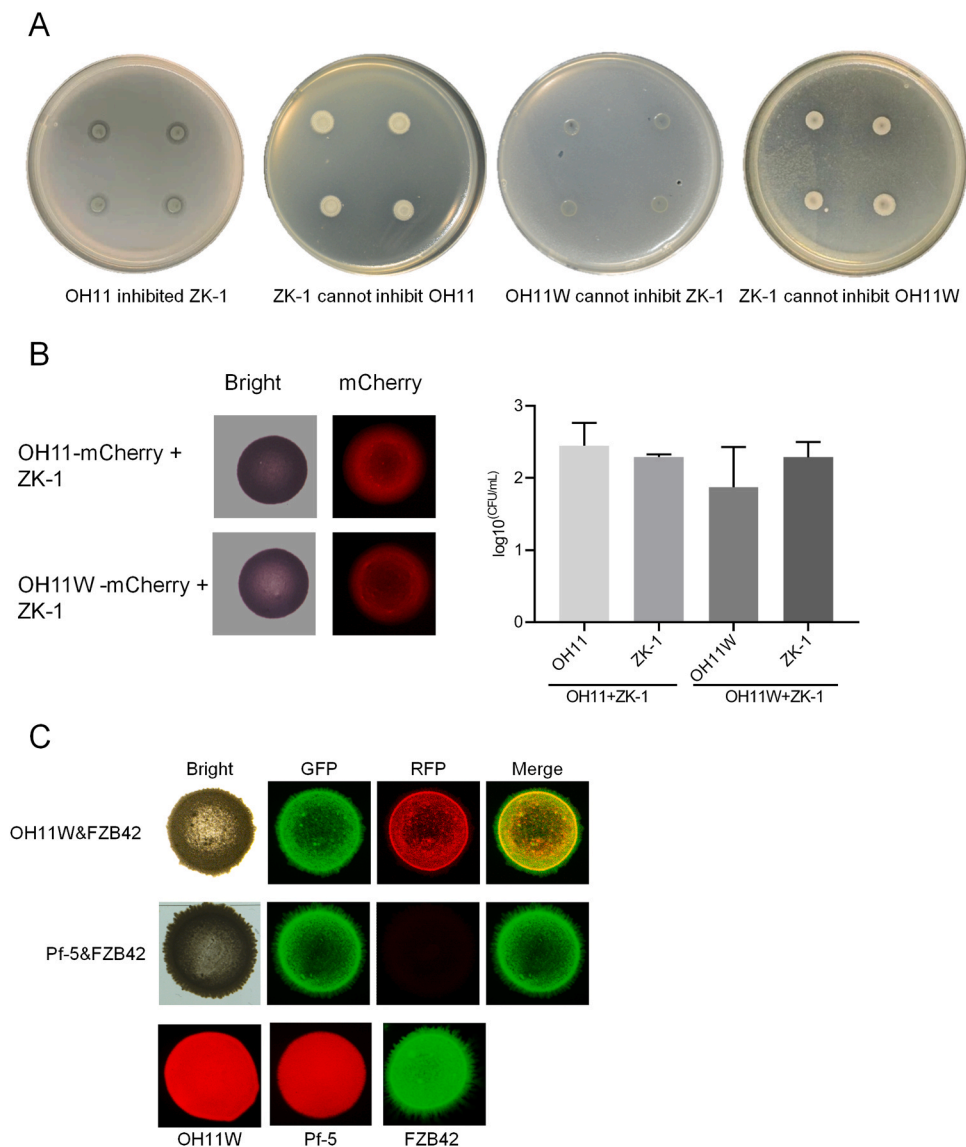 A
OH11 inhibited ZK-1
ZK-1 cannot inhibit OH11
OH11W cannot inhibit ZK-1
ZK-1 cannot inhibit OH11W
B
Bright
mCherry
OH11-mCherry +
ZK-1
OH11W -mCherry +
ZK-1
log10(CFU/mL)
3
2
1
0
OH11
ZK-1
OH11W
ZK-1
OH11+ZK-1
OH11W+ZK-1
C
Bright
GFP
RFP
Merge
OH11W&FZB42
Pf-5&FZB42
OH11W
Pf-5
FZB42